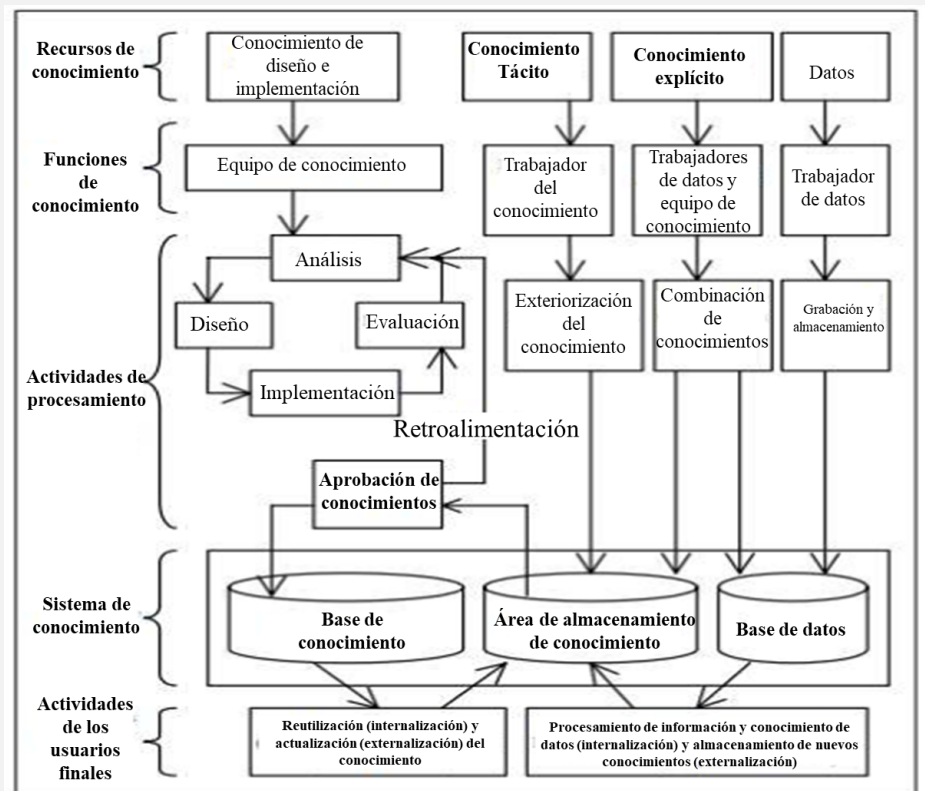 Recursos de
conocimiento
Conocimiento de
diseño e
implementación
Conocimiento
Tácito
Conocimiento
explícito
Datos
Funciones
de
conocimiento
Equipo de conocimiento
Trabajador
del
conocimiento
Trabajadores
de datos y
equipo de
conocimiento
Trabajador
de datos
Actividades de
procesamiento
Análisis
Diseño
Evaluación
Implementación
Exteriorización
del
conocimiento
Combinación
de
conocimientos
Grabación y
almacenamiento
Retroalimentación
Aprobación de
conocimientos
Sistema de
conocimiento
Base de
conocimiento
Área de almacenamiento
de conocimiento
Base de datos
Actividades
de los
usuarios
finales
Reutilización (internalización) y
actualización (externalización) del
conocimiento
Procesamiento de información y conocimiento de
datos (internalización) y almacenamiento de nuevos
conocimientos (externalización)